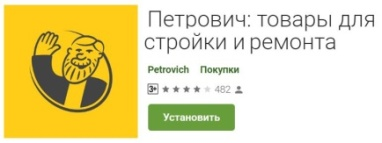 Петрович: товары для
стройки и ремонта
Petrovich Покупки
3+ 482
Установить